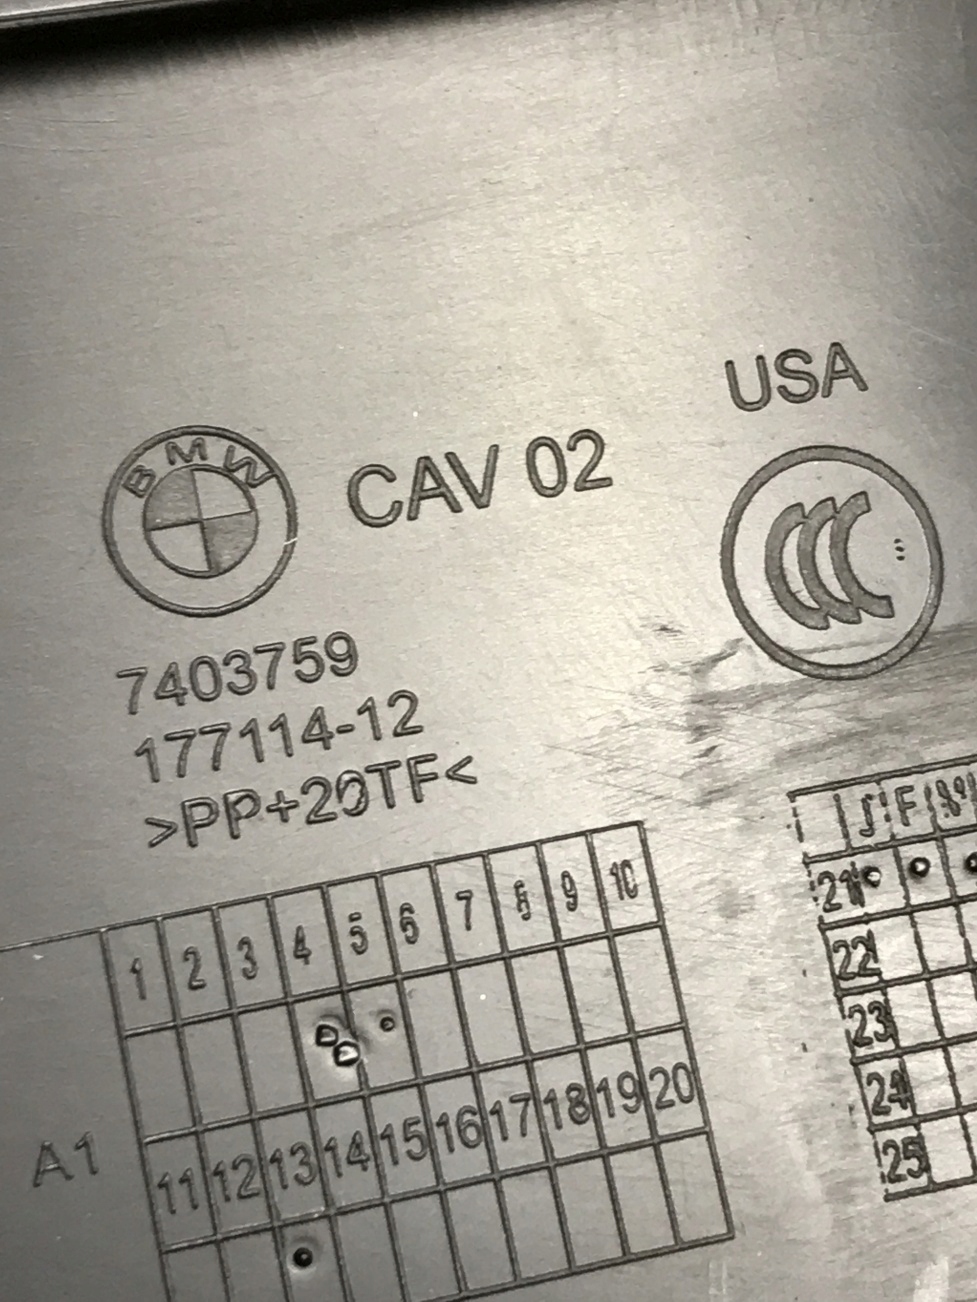 USA
BMW
CAV 02
CCC
7403759
177114-12
>PP+20TF<
1 2 3 4 5 6 7 8 9 10
A1
11 12 13 14 15 16 17 18 19 20
J F
21
22
23
24
25